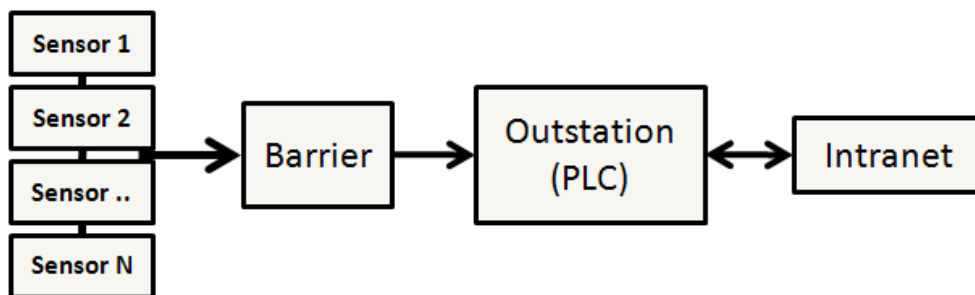 Sensor 1
Sensor 2
Sensor ..
Sensor N
Barrier
Outstation
(PLC)
Intranet